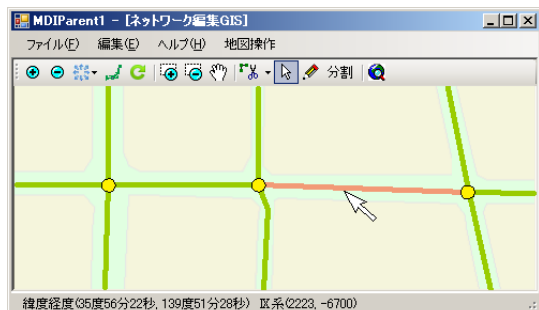 MDIParent1 - [ネットワーク編集GIS]
ファイル(F) 編集(E) ヘルプ(H) 地図操作
分割
緯度経度(35度56分22秒, 139度51分28秒) Ⅸ系(2223, -6700)